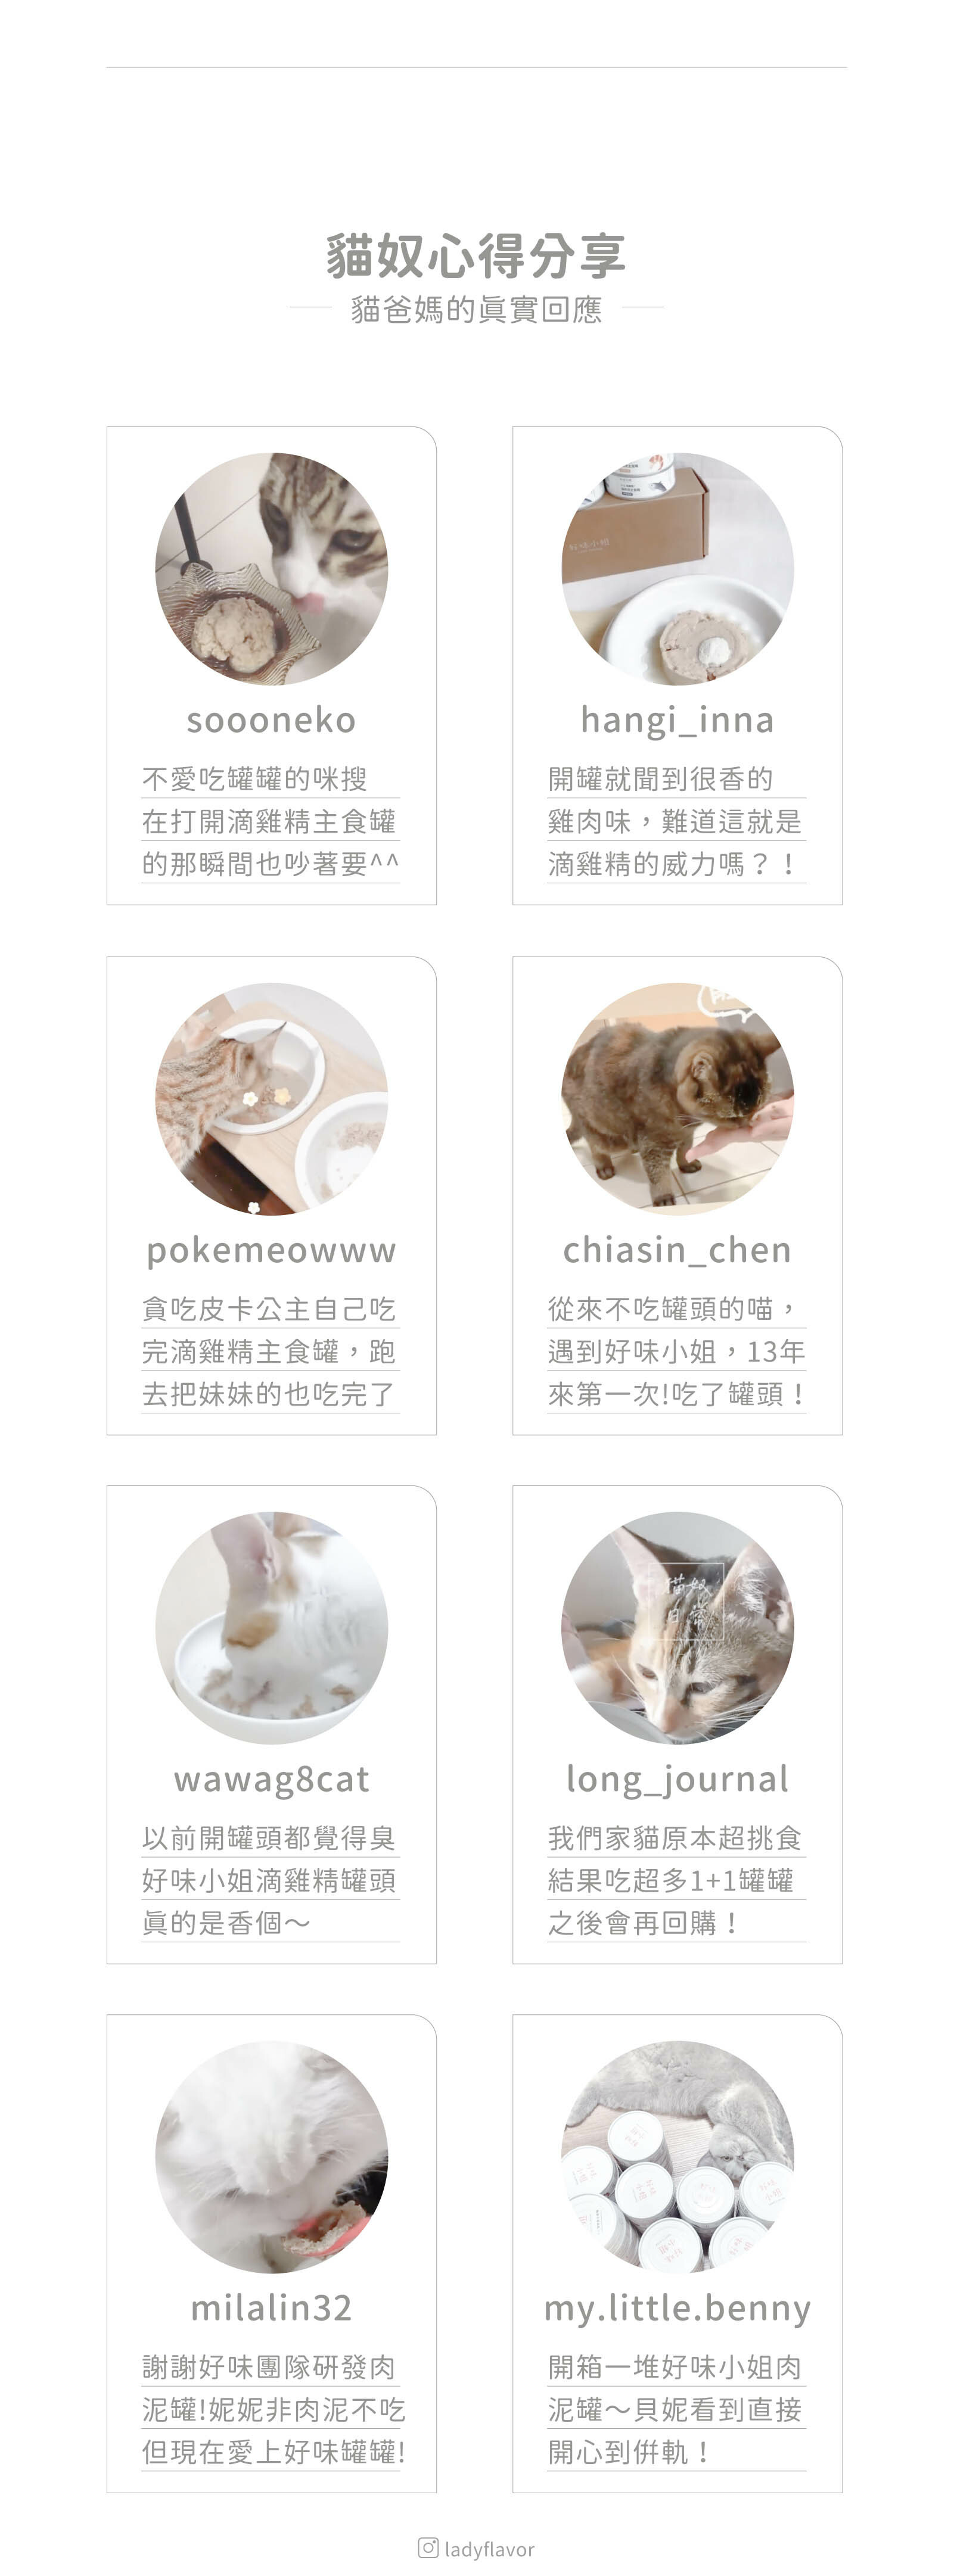 貓奴心得分享
貓爸媽的眞實回應
soooneko
不愛吃罐罐的咪搜
在打開滴雞精主食罐
的那瞬間也吵著要^^
hangi_inna
開罐就聞到很香的
雞肉味，難道這就是
滴雞精的威力嗎？！
pokemeowww
貪吃皮卡公主自己吃
完滴雞精主食罐，跑
去把妹妹的也吃完了
chiasin_chen
從來不吃罐頭的喵，
遇到好味小姐，13年
來第一次!吃了罐頭！
wawag8cat
以前開罐頭都覺得臭
好味小姐滴雞精罐頭
眞的是香個～
貓奴
日常
long_journal
我們家貓原本超挑食
結果吃超多1+1罐罐
之後會再回購！
milalin32
謝謝好味團隊研發肉
泥罐!妮妮非肉泥不吃
但現在愛上好味罐罐!
my.little.benny
開箱一堆好味小姐肉
泥罐～貝妮看到直接
開心到併軌！
ladyflavor